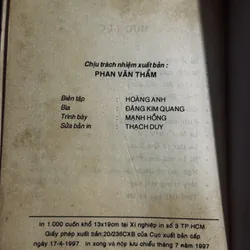 Chịu trách nhiệm xuất bản :
PHAN VĂN THẮM
Biên tập : HOÀNG ANH
Bìa : ĐẶNG KIM QUANG
Trình bày : MẠNH HỒNG
Sửa bản in : THẠCH DUY
In 1.000 cuốn khổ 13x19cm tại Xí nghiệp in số 3 TP.HCM
Giấy phép xuất bản:20/236CXB của Cục xuất bản cấp
ngày 17-4-1997. In xong và nộp lưu chiểu tháng 7 năm 1997